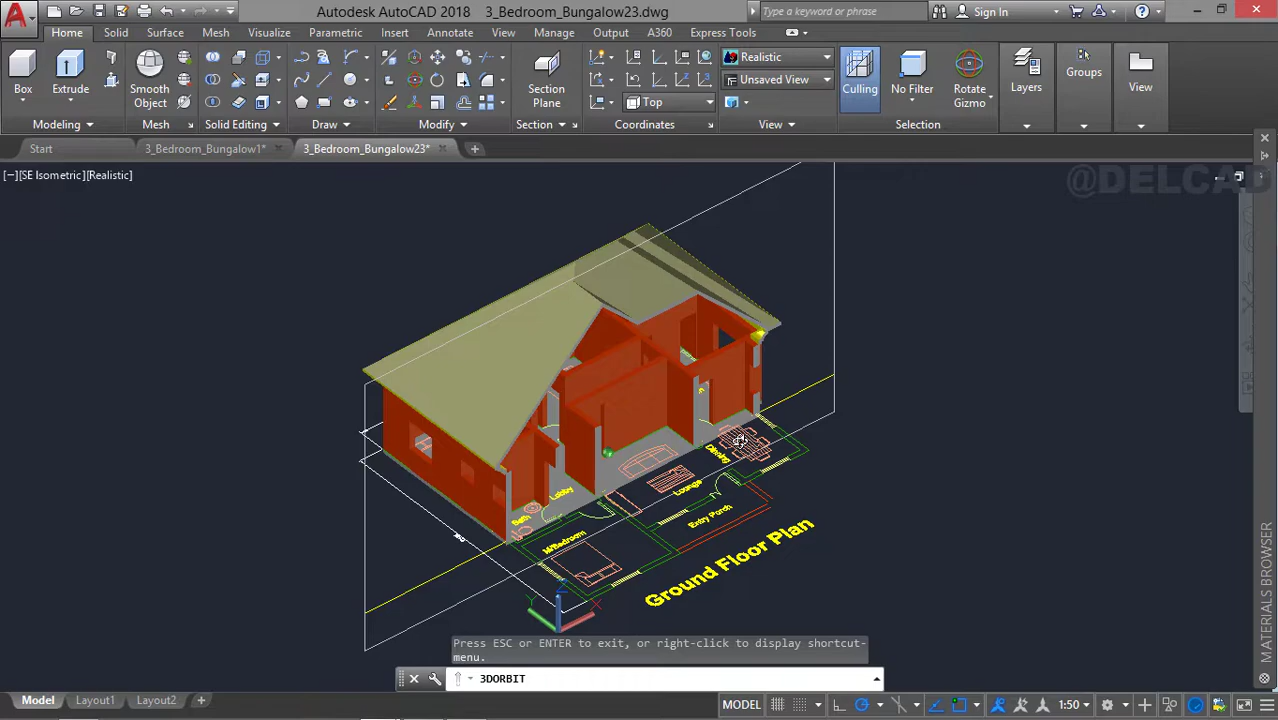 Autodesk AutoCAD 2018 3_Bedroom_Bungalow23.dwg
Type a keyword or phrase
Sign In
Home Solid Surface Mesh Visualize Parametric Insert Annotate View Manage Output A360 Express Tools
Box
Extrude
Smooth Object
Section Plane
Realistic
Unsaved View
Top
Culling
No Filter
Rotate Gizmo
Layers
Groups
View
Modeling Mesh Solid Editing Draw Modify Section Coordinates View Selection
Start 3_Bedroom_Bungalow1* 3_Bedroom_Bungalow23*
[−][SE Isometric][Realistic]
@DELCAD
Dining
Lounge
Lobby
Bath
Entry Porch
M/Bedroom
Ground Floor Plan
Z
Y
X
Press ESC or ENTER to exit, or right-click to display shortcut-
menu.
3DORBIT
MATERIALS BROWSER
Model Layout1 Layout2
MODEL
1:50